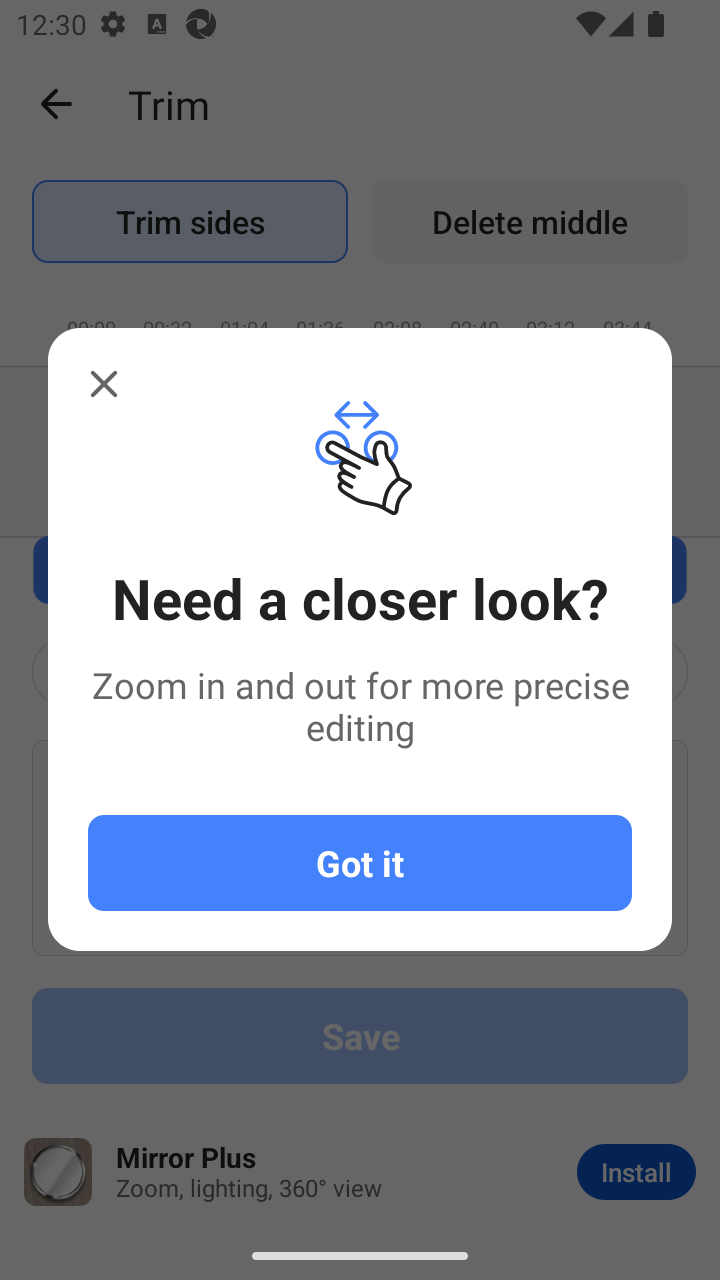 12:30
Trim
Trim sides
Delete middle
00:00 00:32 01:04 01:36 02:08 02:40 03:12 03:44
Need a closer look?
Zoom in and out for more precise
editing
Got it
Save
Mirror Plus
Zoom, lighting, 360° view
Install